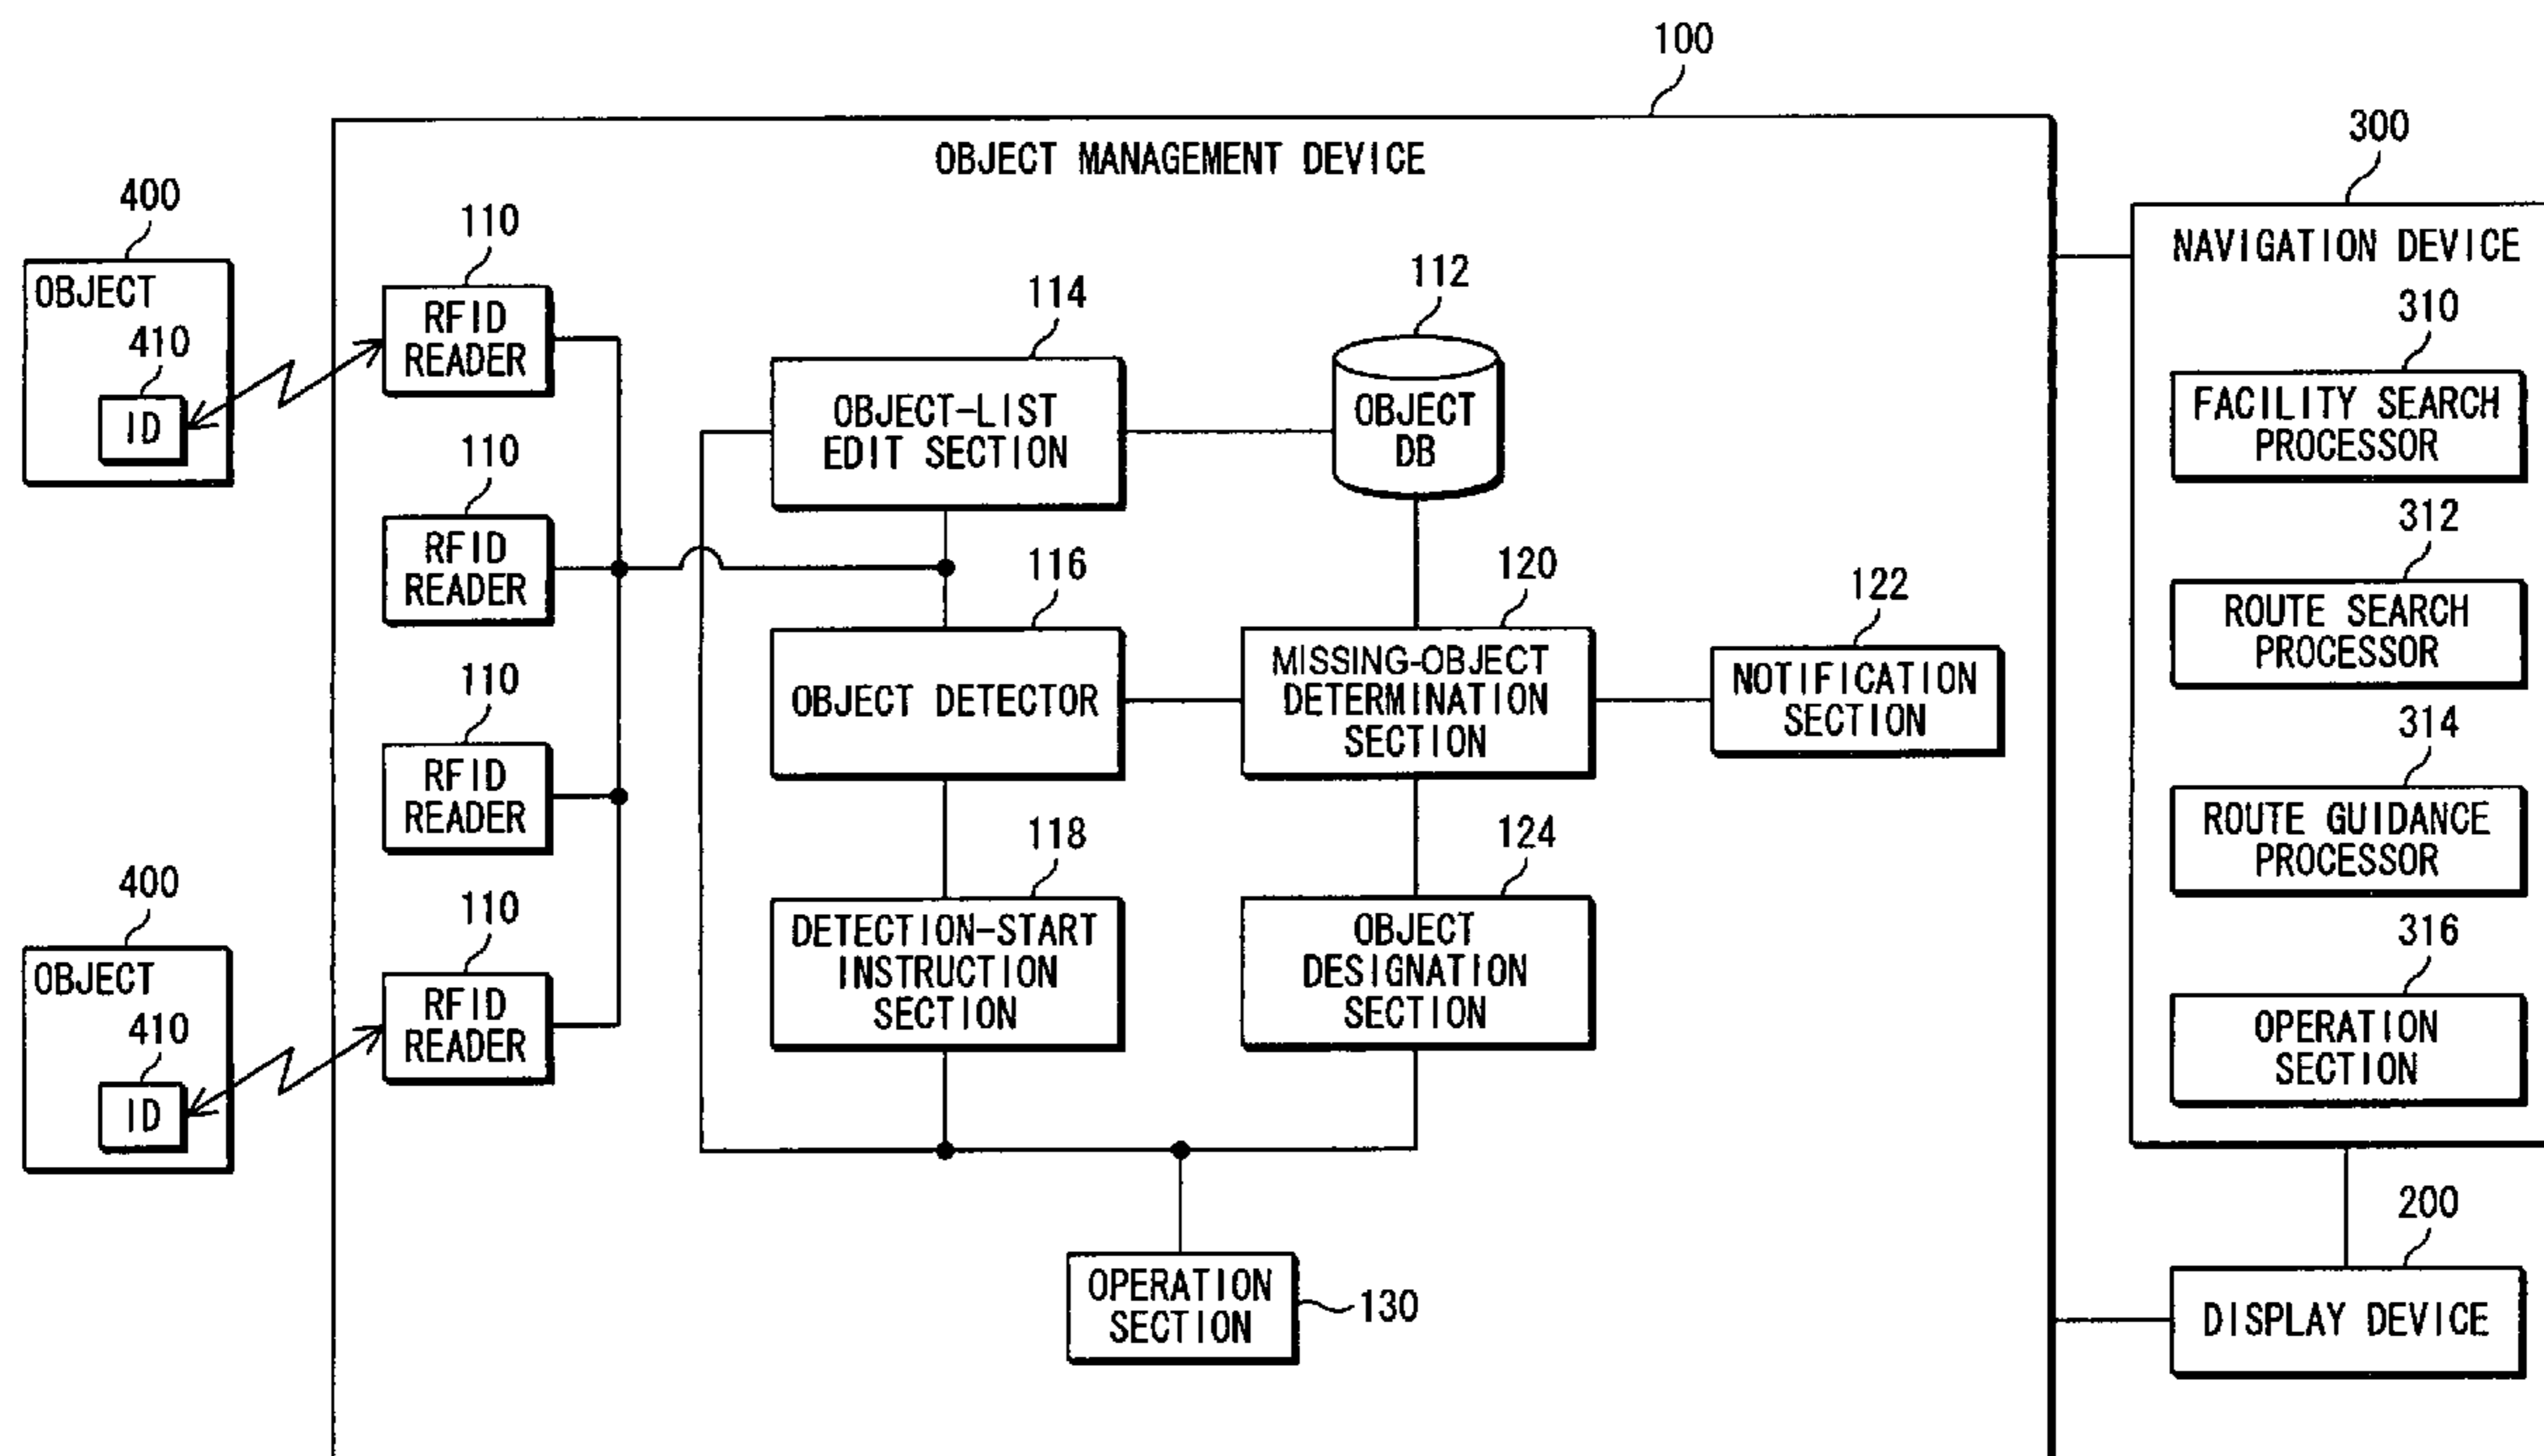 100
OBJECT MANAGEMENT DEVICE
400
OBJECT
410
ID
400
OBJECT
410
ID
110
RFID
READER
110
RFID
READER
110
RFID
READER
110
RFID
READER
114
OBJECT-LIST
EDIT SECTION
112
OBJECT
DB
116
OBJECT DETECTOR
120
MISSING-OBJECT
DETERMINATION
SECTION
122
NOTIFICATION
SECTION
118
DETECTION-START
INSTRUCTION
SECTION
124
OBJECT
DESIGNATION
SECTION
OPERATION
SECTION
130
300
NAVIGATION DEVICE
310
FACILITY SEARCH
PROCESSOR
312
ROUTE SEARCH
PROCESSOR
314
ROUTE GUIDANCE
PROCESSOR
316
OPERATION
SECTION
200
DISPLAY DEVICE